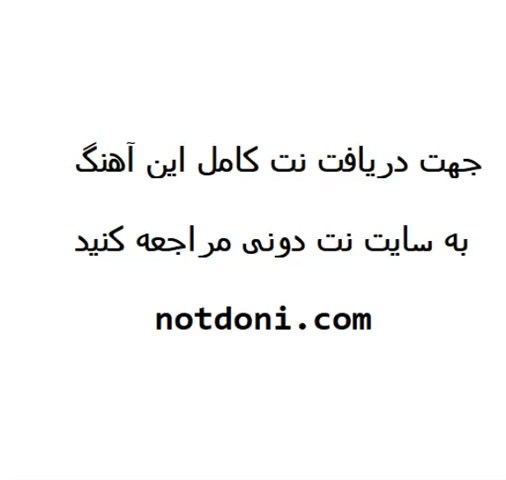 جهت دریافت نت کامل این آهنگ
به سایت نت دونی مراجعه کنید
notdoni.com